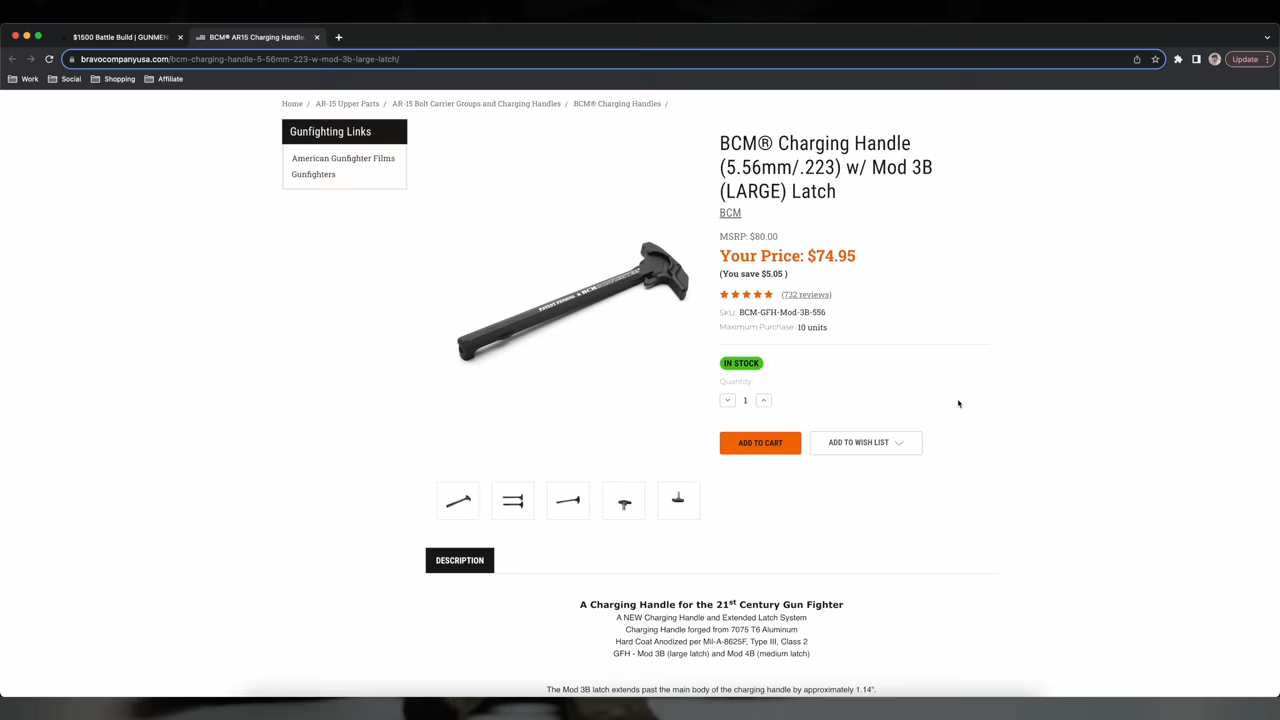 $1500 Battle Build | GUNMEN
BCM® AR15 Charging Handle,
bravocompanyusa.com/bcm-charging-handle-5-56mm-223-w-mod-3b-large-latch/
Update
Work Social Shopping Affiliate
Home / AR-15 Upper Parts / AR-15 Bolt Carrier Groups and Charging Handles / BCM® Charging Handles /
Gunfighting Links
American Gunfighter Films
Gunfighters
BCM® Charging Handle
(5.56mm/.223) w/ Mod 3B
(LARGE) Latch
BCM
MSRP: $80.00
Your Price: $74.95
(You save $5.05 )
(732 reviews)
SKU: BCM-GFH-Mod-3B-556
Maximum Purchase: 10 units
IN STOCK
Quantity:
1
ADD TO CART
ADD TO WISH LIST
PATENT PENDING ★ BCM
DESCRIPTION
A Charging Handle for the 21st Century Gun Fighter
A NEW Charging Handle and Extended Latch System
Charging Handle forged from 7075 T6 Aluminum
Hard Coat Anodized per Mil-A-8625F, Type III, Class 2
GFH - Mod 3B (large latch) and Mod 4B (medium latch)
The Mod 3B latch extends past the main body of the charging handle by approximately 1.14".